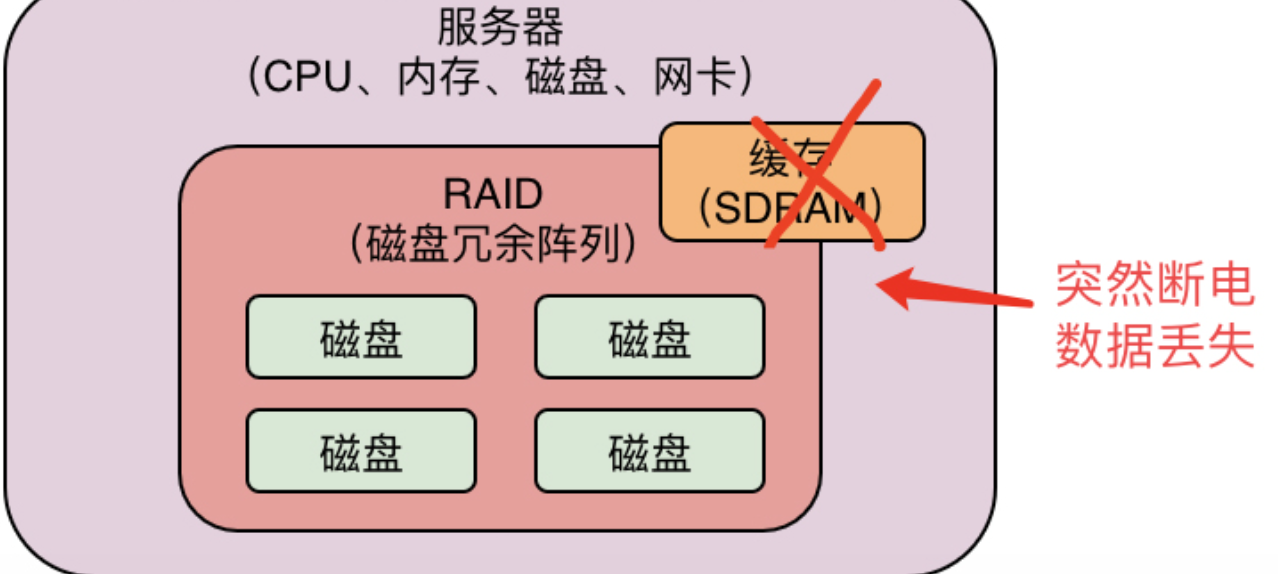 服务器
（CPU、内存、磁盘、网卡）
缓存
（SDRAM）
RAID
（磁盘冗余阵列）
磁盘
磁盘
磁盘
磁盘
突然断电
数据丢失